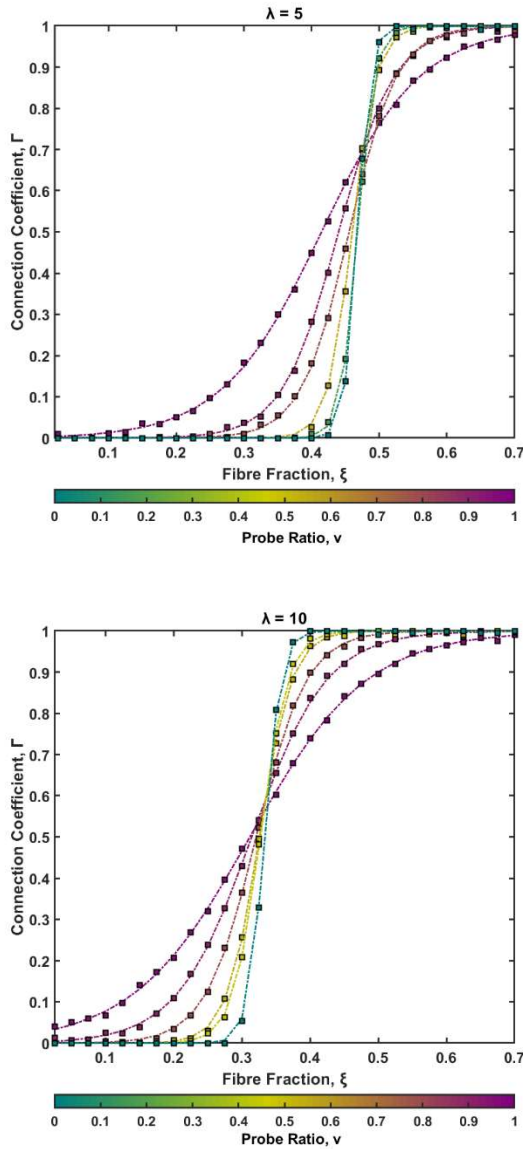 λ = 5
1
0.9
0.8
0.7
0.6
0.5
0.4
0.3
0.2
0.1
0
Connection Coefficient, Γ
0.1 0.2 0.3 0.4 0.5 0.6 0.7
Fibre Fraction, ξ
0 0.1 0.2 0.3 0.4 0.5 0.6 0.7 0.8 0.9 1
Probe Ratio, ν
λ = 10
1
0.9
0.8
0.7
0.6
0.5
0.4
0.3
0.2
0.1
0
Connection Coefficient, Γ
0.1 0.2 0.3 0.4 0.5 0.6 0.7
Fibre Fraction, ξ
0 0.1 0.2 0.3 0.4 0.5 0.6 0.7 0.8 0.9 1
Probe Ratio, ν